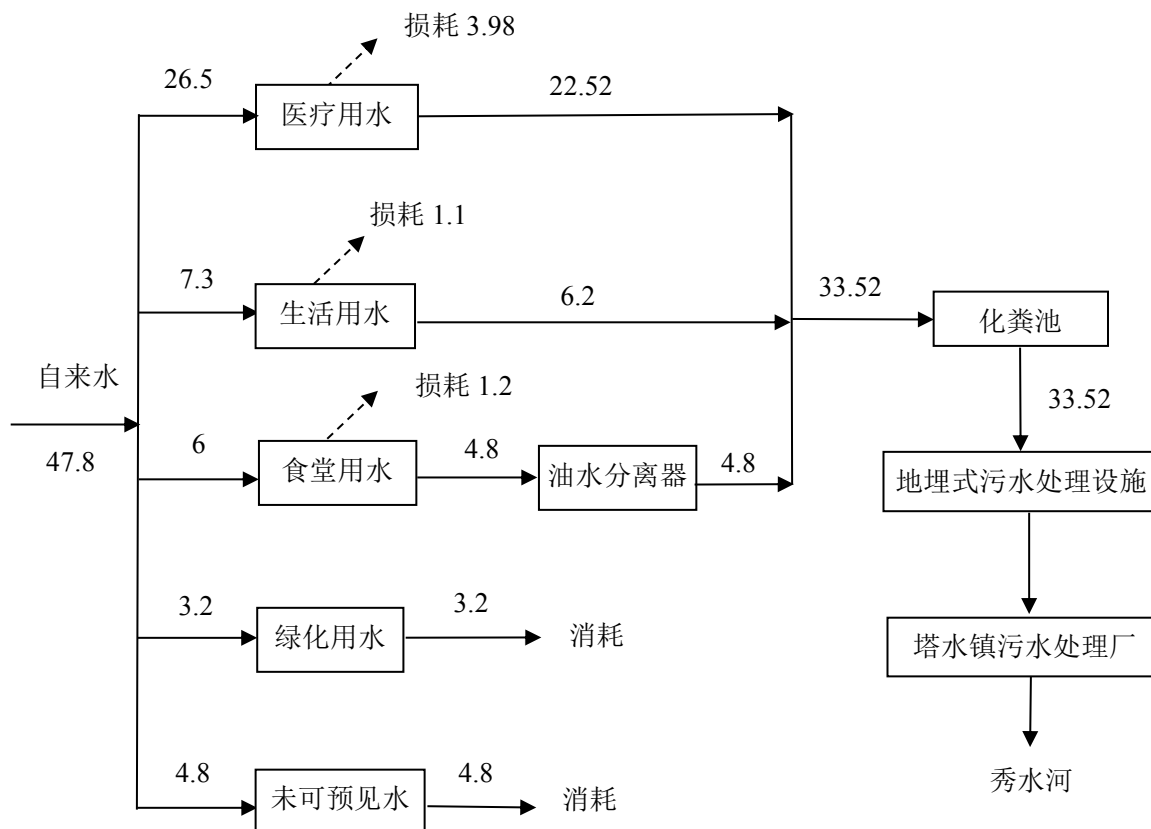 损耗 3.98
26.5
医疗用水
22.52
损耗 1.1
7.3
生活用水
6.2
33.52
化粪池
自来水
47.8
损耗 1.2
6
食堂用水
4.8
油水分离器
4.8
33.52
地埋式污水处理设施
3.2
绿化用水
3.2
消耗
塔水镇污水处理厂
4.8
未可预见水
4.8
消耗
秀水河